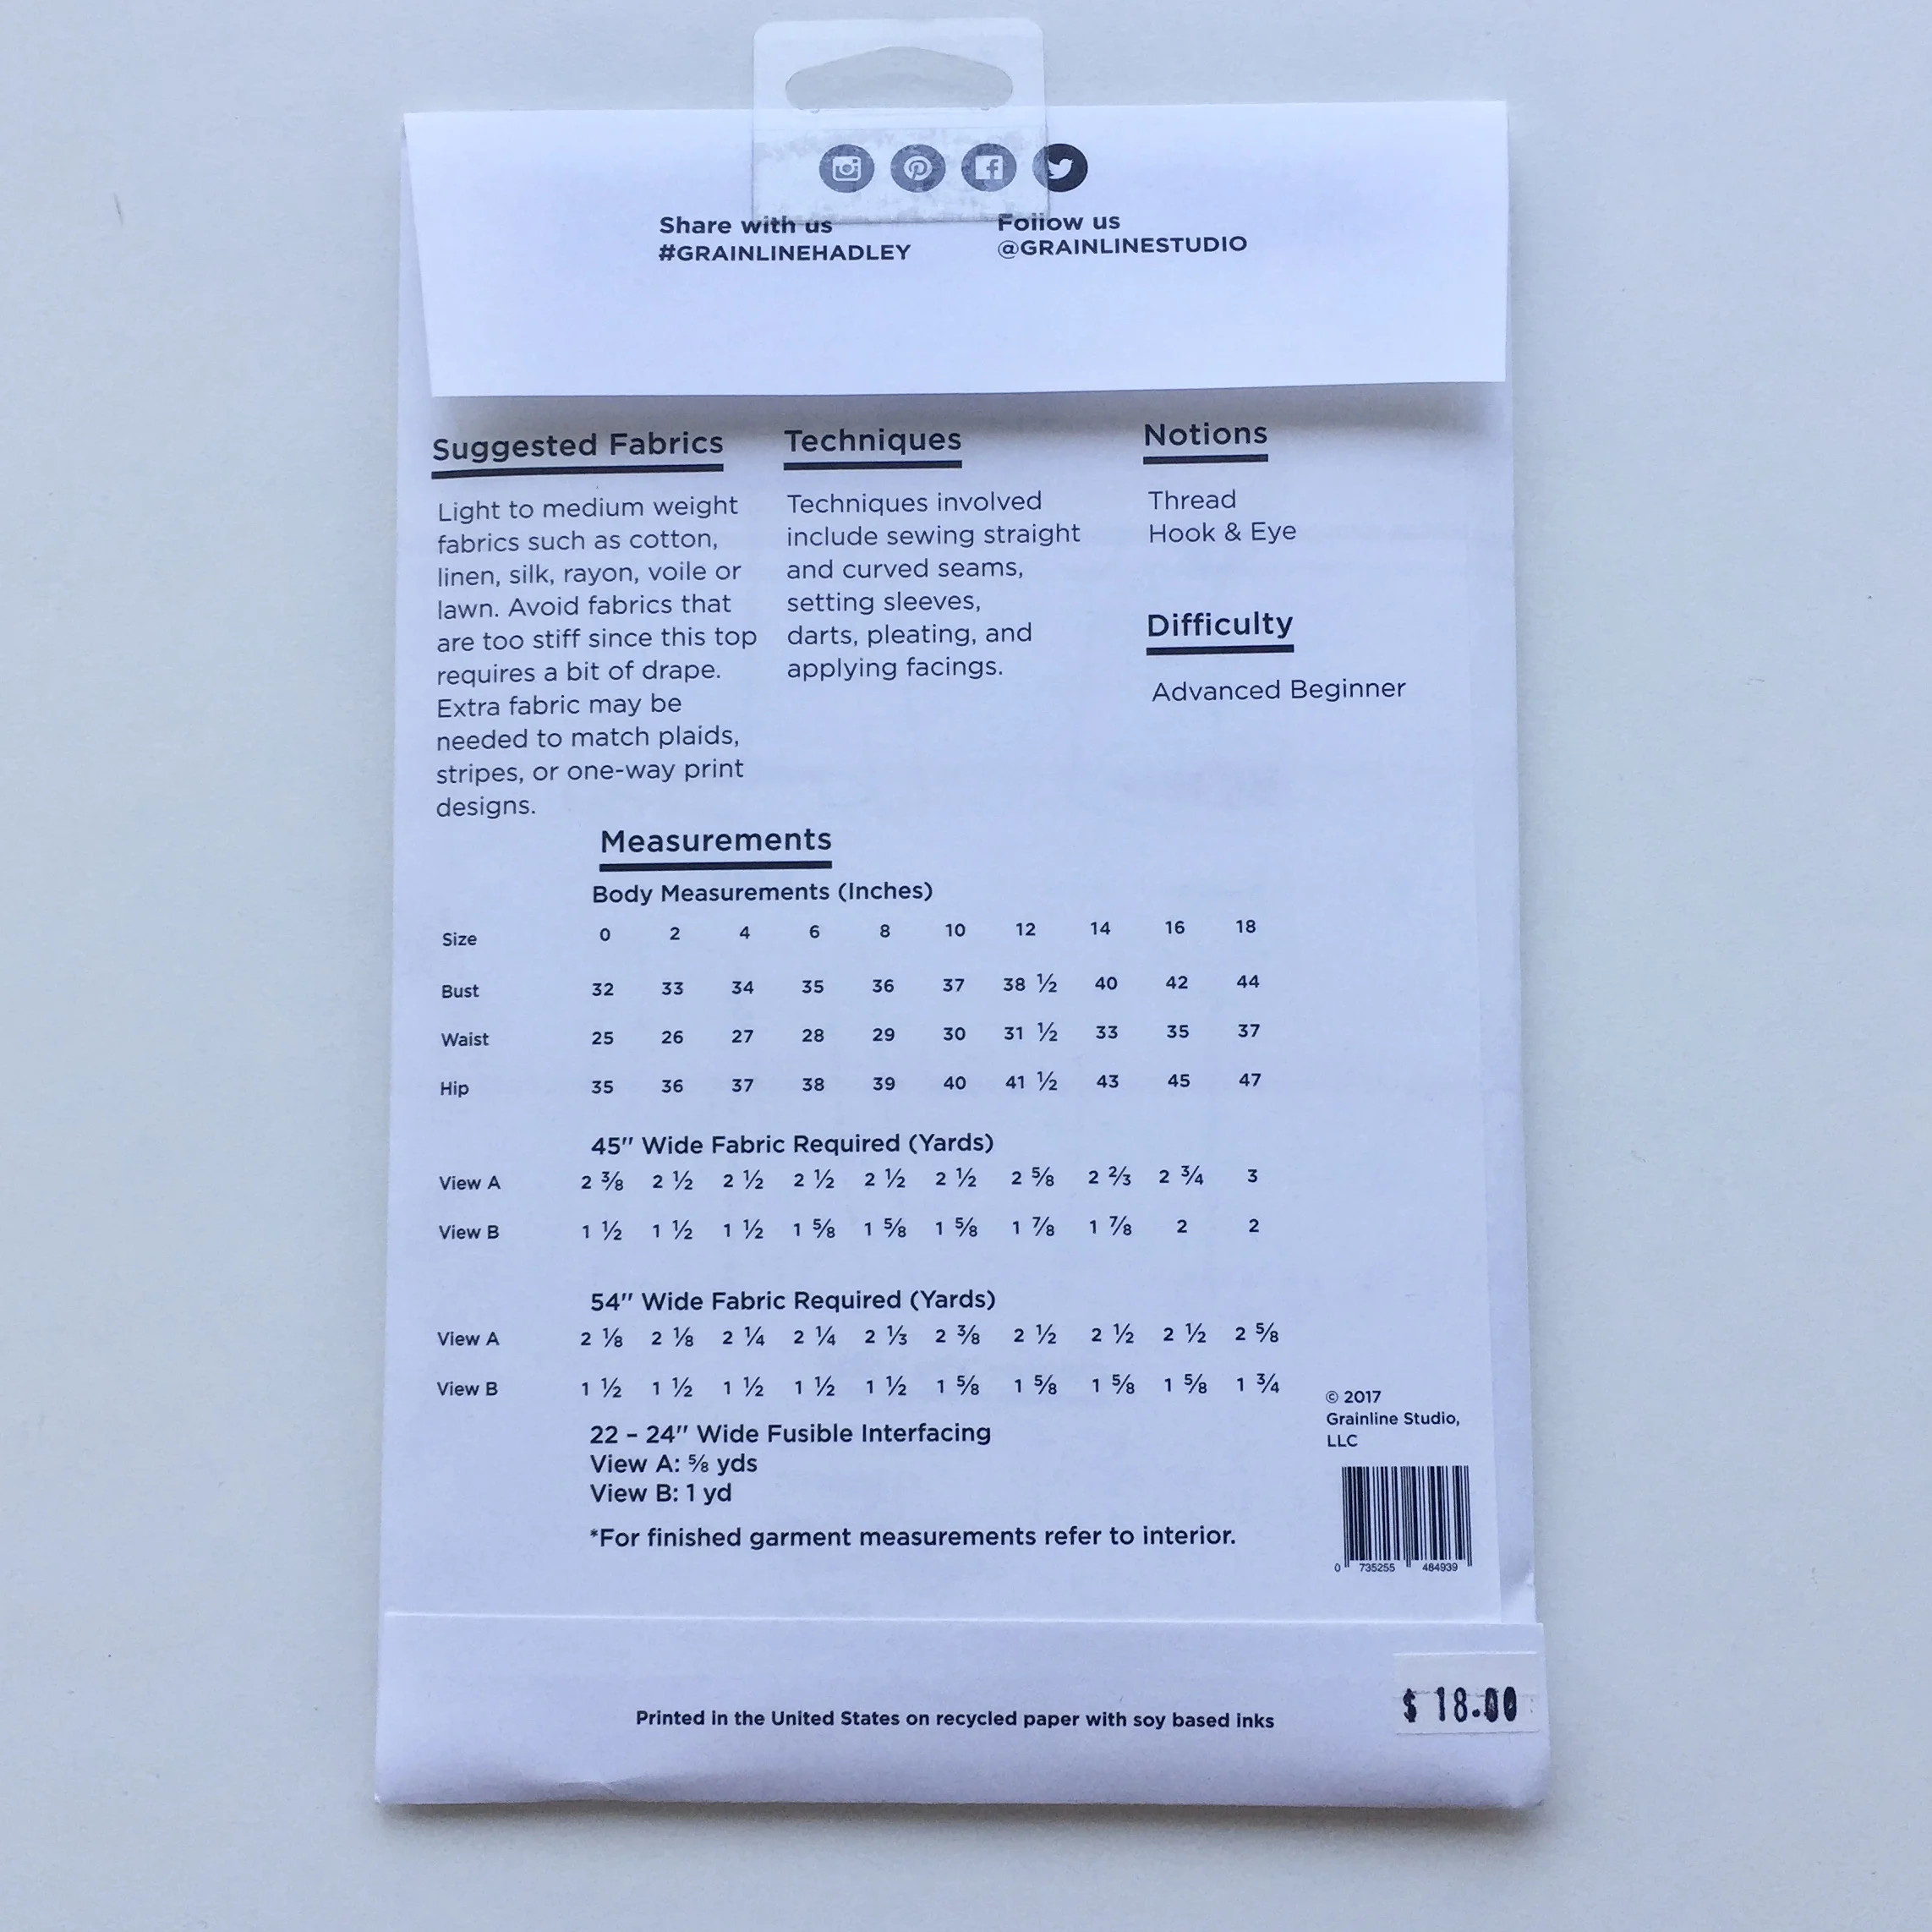 Share with us
#GRAINLINEHADLEY
Follow us
@GRAINLINESTUDIO
Suggested Fabrics
Light to medium weight
fabrics such as cotton,
linen, silk, rayon, voile or
lawn. Avoid fabrics that
are too stiff since this top
requires a bit of drape.
Extra fabric may be
needed to match plaids,
stripes, or one-way print
designs.
Techniques
Techniques involved
include sewing straight
and curved seams,
setting sleeves,
darts, pleating, and
applying facings.
Notions
Thread
Hook & Eye
Difficulty
Advanced Beginner
Measurements
Body Measurements (Inches)
Size 0 2 4 6 8 10 12 14 16 18
Bust 32 33 34 35 36 37 38 ½ 40 42 44
Waist 25 26 27 28 29 30 31 ½ 33 35 37
Hip 35 36 37 38 39 40 41 ½ 43 45 47
45" Wide Fabric Required (Yards)
View A 2 ⅜ 2 ½ 2 ½ 2 ½ 2 ½ 2 ½ 2 ⅝ 2 ⅔ 2 ¾ 3
View B 1 ½ 1 ½ 1 ½ 1 ⅝ 1 ⅝ 1 ⅝ 1 ⅞ 1 ⅞ 2 2
54" Wide Fabric Required (Yards)
View A 2 ⅛ 2 ⅛ 2 ¼ 2 ¼ 2 ⅓ 2 ⅜ 2 ½ 2 ½ 2 ½ 2 ⅝
View B 1 ½ 1 ½ 1 ½ 1 ½ 1 ½ 1 ⅝ 1 ⅝ 1 ⅝ 1 ⅝ 1 ¾
22 – 24" Wide Fusible Interfacing
View A: ⅝ yds
View B: 1 yd
*For finished garment measurements refer to interior.
© 2017
Grainline Studio,
LLC
0 735255 484939
Printed in the United States on recycled paper with soy based inks
$ 18.00